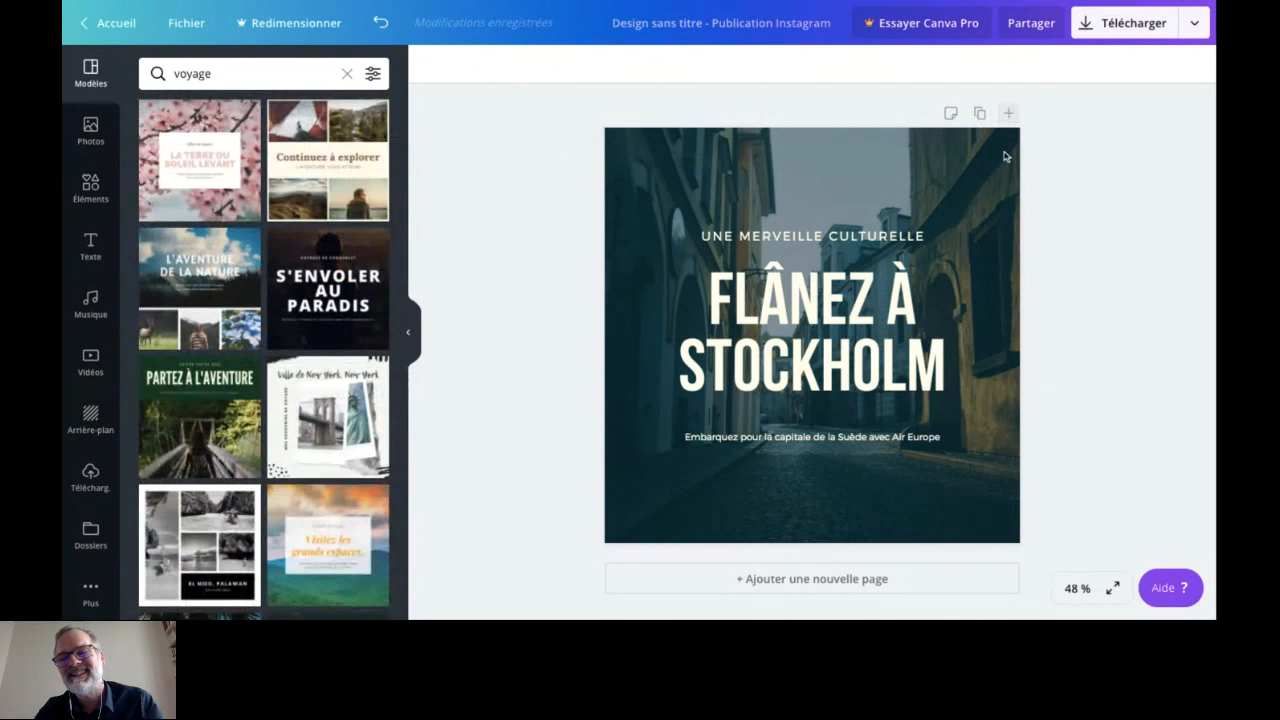 Accueil
Fichier
Redimensionner
Modifications enregistrées
Design sans titre - Publication Instagram
Essayer Canva Pro
Partager
Télécharger
Modèles
Photos
Éléments
Texte
Musique
Vidéos
Arrière-plan
Télécharg.
Dossiers
Plus
voyage
LA TERRE DU
SOLEIL LEVANT
Continuez à explorer
L'AVENTURE
DE LA NATURE
S'ENVOLER
AU
PARADIS
PARTEZ À L'AVENTURE
Ville de New York, New York
EL NIDO, PALAWAN
Visitez les
grands espaces.
UNE MERVEILLE CULTURELLE
FLÂNEZ À
STOCKHOLM
Embarquez pour la capitale de la Suède avec Air Europe
+ Ajouter une nouvelle page
48 %
Aide ?